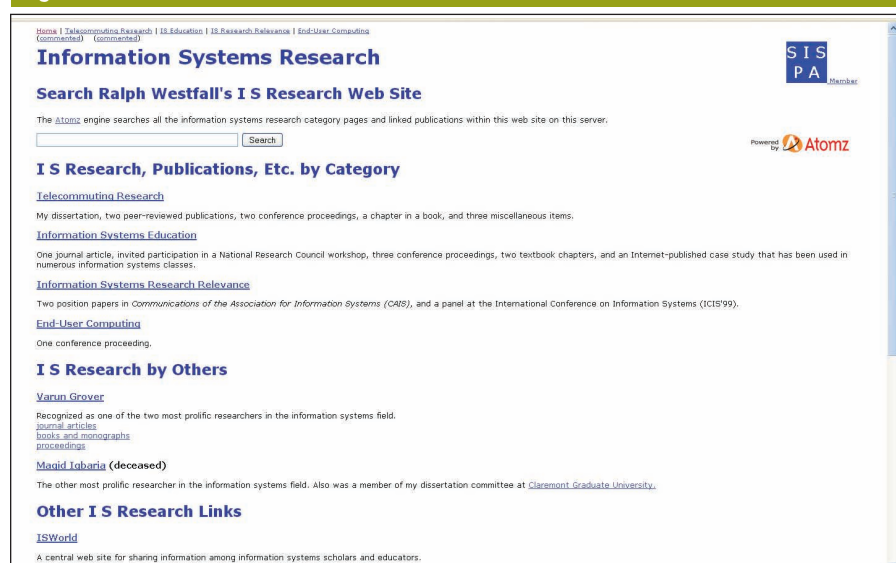 Home | Telecommuting Research | IS Education | IS Research Relevance | End-User Computing
(commented) (commented)
Information Systems Research
SIS
PA Member
Search Ralph Westfall's I S Research Web Site
The Atomz engine searches all the information systems research category pages and linked publications within this web site on this server.
Search
Powered by Atomz
I S Research, Publications, Etc. by Category
Telecommuting Research
My dissertation, two peer-reviewed publications, two conference proceedings, a chapter in a book, and three miscellaneous items.
Information Systems Education
One journal article, invited participation in a National Research Council workshop, three conference proceedings, two textbook chapters, and an Internet-published case study that has been used in
numerous information systems classes.
Information Systems Research Relevance
Two position papers in Communications of the Association for Information Systems (CAIS), and a panel at the International Conference on Information Systems (ICIS'99).
End-User Computing
One conference proceeding.
I S Research by Others
Varun Grover
Recognized as one of the two most prolific researchers in the information systems field.
journal articles
books and monographs
proceedings
Magid Igbaria (deceased)
The other most prolific researcher in the information systems field. Also was a member of my dissertation committee at Claremont Graduate University.
Other I S Research Links
ISWorld
A central web site for sharing information among information systems scholars and educators.